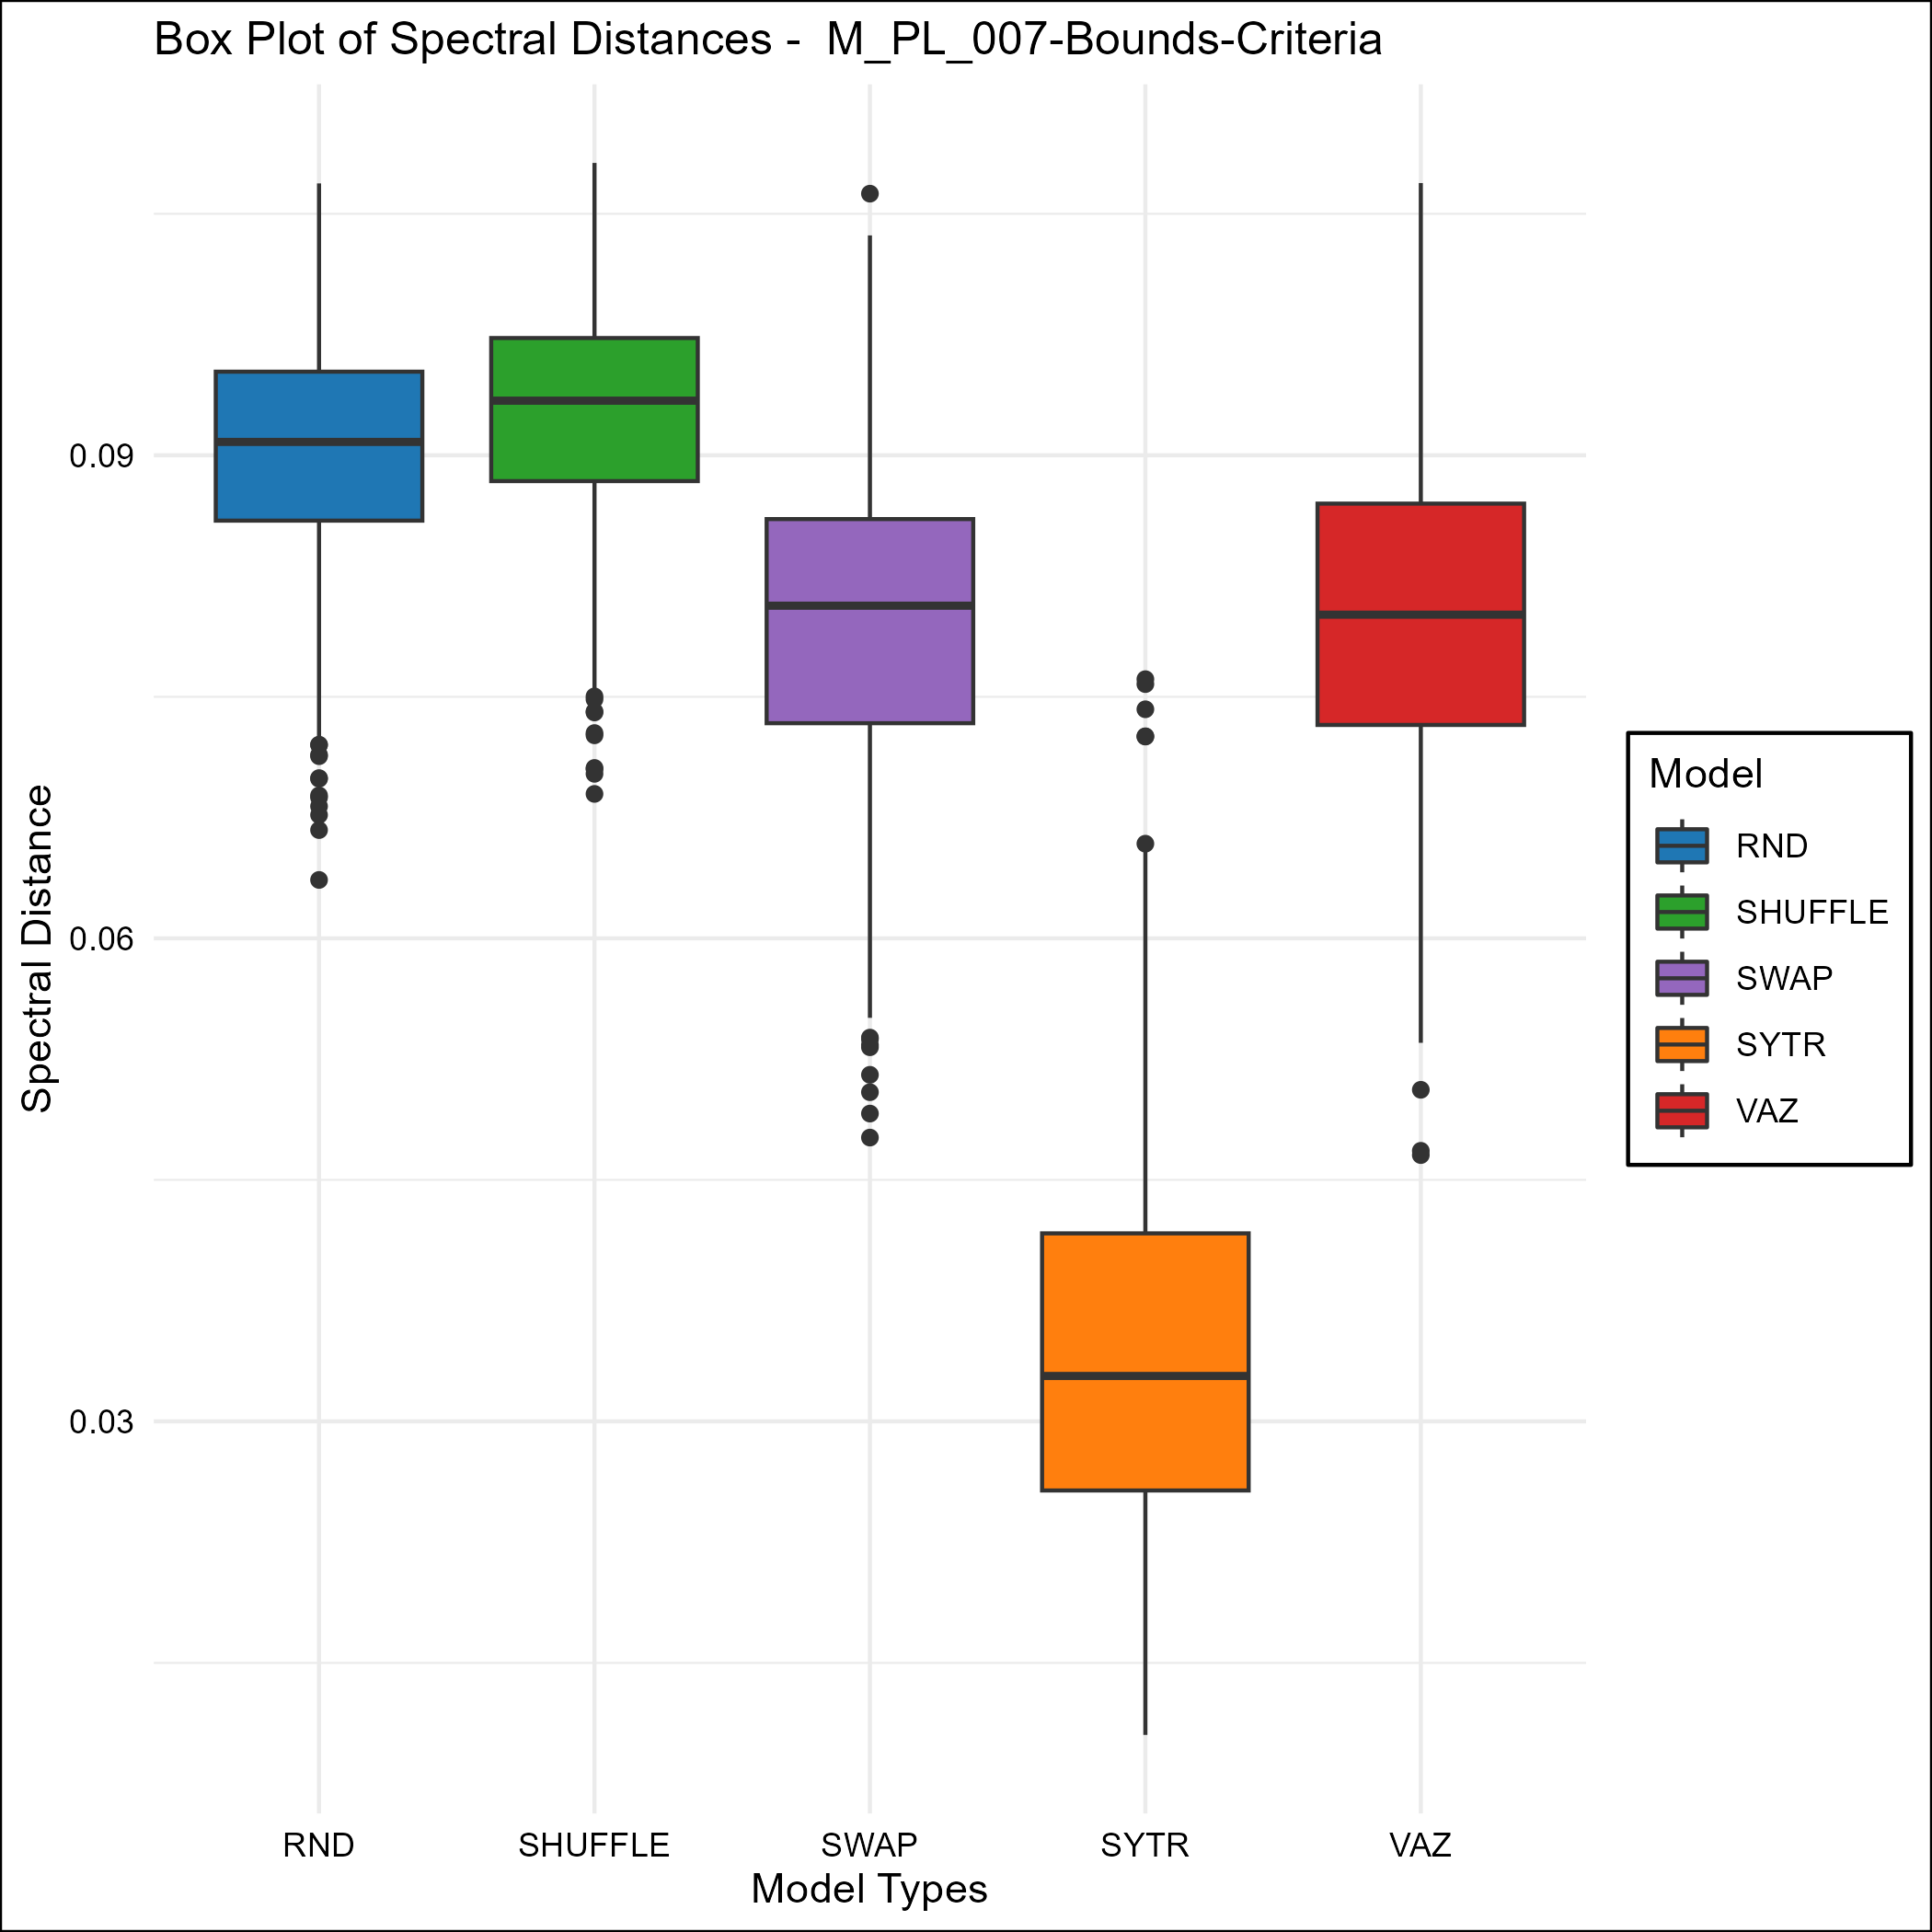 Box Plot of Spectral Distances -  M_PL_007-Bounds-Criteria
Spectral Distance
0.09
0.06
0.03
RND
SHUFFLE
SWAP
SYTR
VAZ
Model Types
Model
RND
SHUFFLE
SWAP
SYTR
VAZ